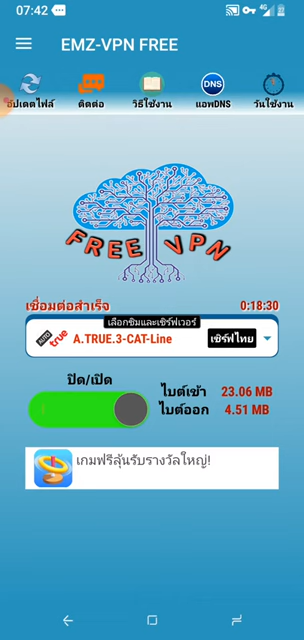 07:42
4G
EMZ-VPN FREE
DNS
อัปเดตไฟล์
ติดต่อ
วิธีใช้งาน
แอพDNS
วันใช้งาน
FREE VPN
เชื่อมต่อสำเร็จ
0:18:30
เลือกซิมและเซิร์ฟเวอร์
AUTO
true
A.TRUE.3-CAT-Line
เซิร์ฟไทย
ปิด/เปิด
ไบต์เข้า 23.06 MB
ไบต์ออก 4.51 MB
เกมฟรีลุ้นรับรางวัลใหญ่!